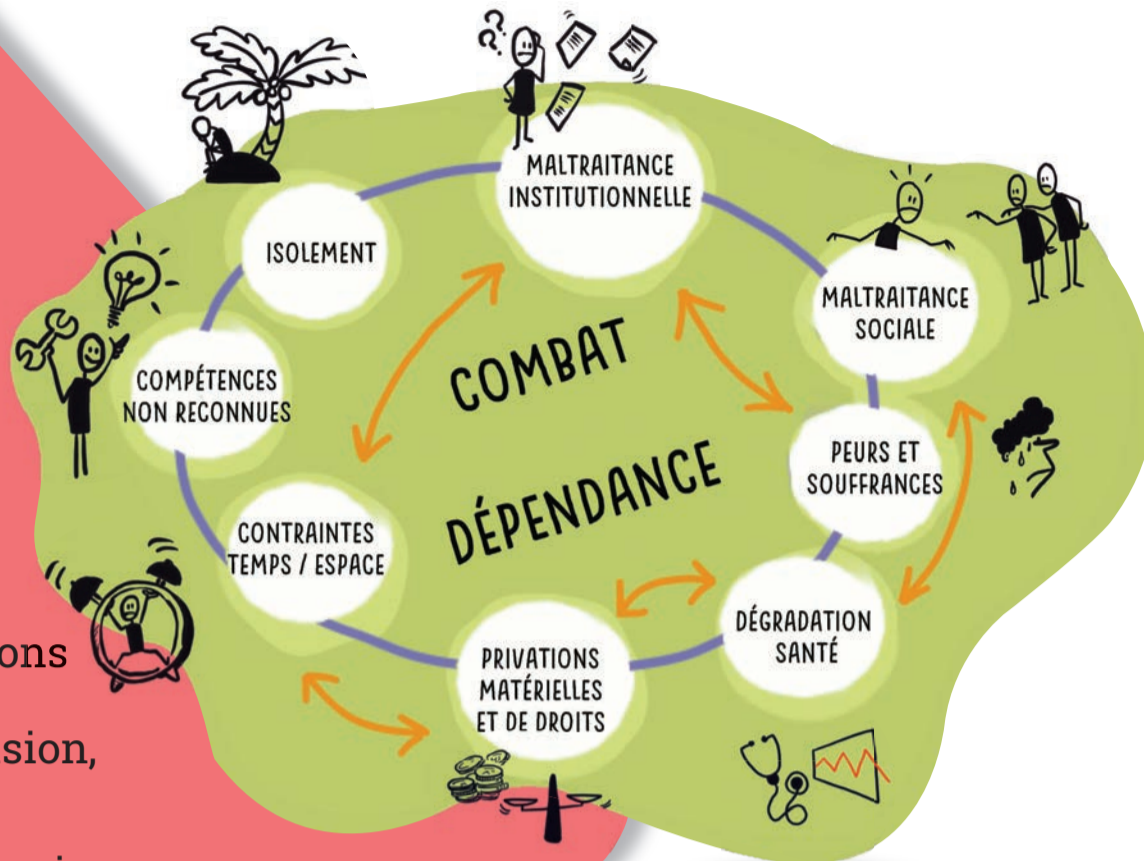 ? ?
?
MALTRAITANCE
INSTITUTIONNELLE
ISOLEMENT
MALTRAITANCE
SOCIALE
COMBAT
COMPÉTENCES
NON RECONNUES
PEURS ET
SOUFFRANCES
DÉPENDANCE
CONTRAINTES
TEMPS / ESPACE
DÉGRADATION
SANTÉ
PRIVATIONS
MATÉRIELLES
ET DE DROITS
ons
sion,